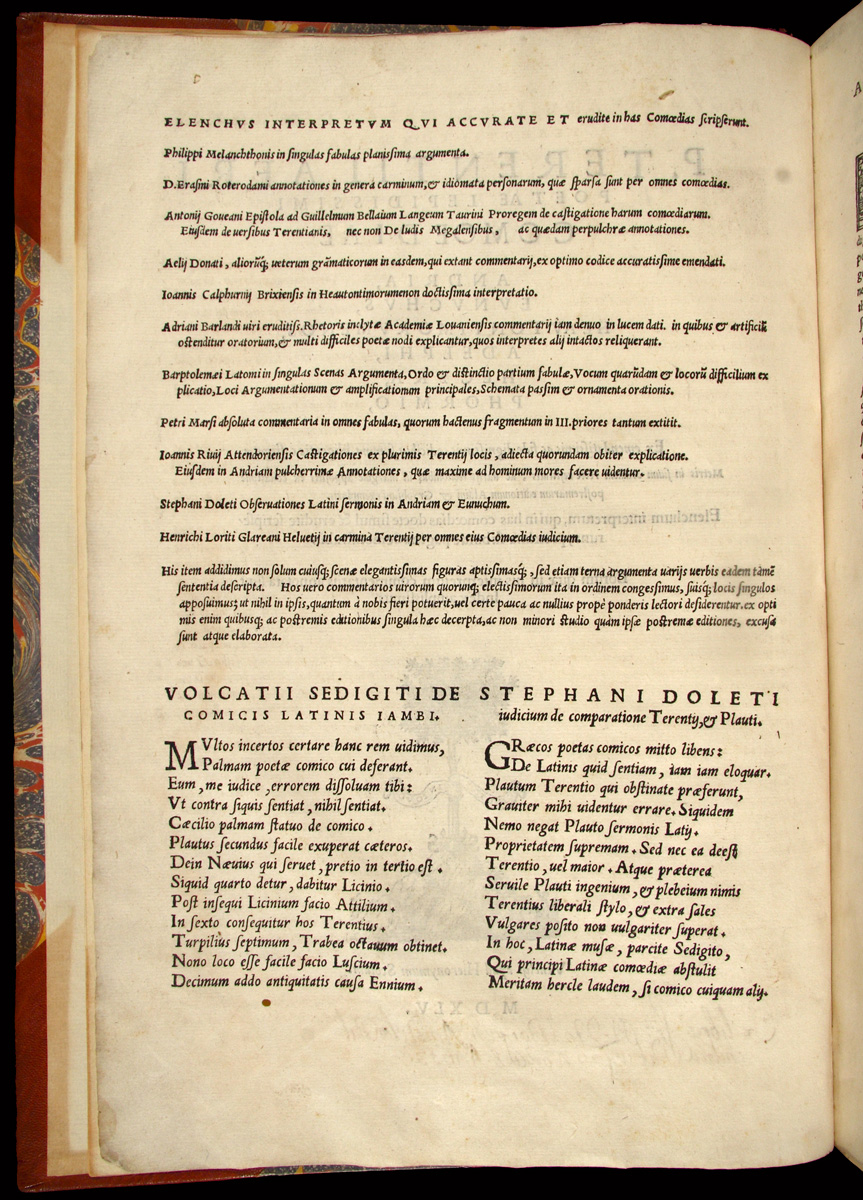 ELENCHVS INTERPRETVM QVI ACCVRATE ET erudite in has Comœdias scripserunt.
Philippi Melanchthonis in singulas fabulas planissima argumenta.
D.Erasmi Roterodami annotationes in genera carminum,& idiomata personarum, quæ sparsa sunt per omnes comœdias.
Antonij Goueani Epistola ad Guillelmum Bellaium Langeum Taurini Proregem de castigatione harum comœdiarum.
Eiusdem de uersibus Terentianis, nec non De ludis Megalensibus, ac quædam perpulchræ annotationes.
Aelij Donati, aliorũq; ueterum grãmaticorum in easdem,qui extant commentarij,ex optimo codice accuratissime emendati.
Ioannis Calphurnij Brixiensis in Heautontimorumenon doctissima interpretatio.
Adriani Barlandi uiri eruditiss.Rhetoris inclytæ Academiæ Louaniensis commentarij iam denuo in lucem dati. in quibus & artificiũ
ostenditur oratorium,& multi difficiles poetæ nodi explicantur,quos interpretes alij intactos reliquerant.
Barptolemæi Latomi in singulas Scenas Argumenta,Ordo & distinctio partium fabulæ,Vocum quarũdam & locorũ difficilium ex
plicatio,Loci Argumentationum & amplificationum principales,Schemata passim & ornamenta orationis.
Petri Marsi absoluta commentaria in omnes fabulas, quorum hactenus fragmentum in III.priores tantum extitit.
Ioannis Riuij Attendoriensis Castigationes ex plurimis Terentij locis, adiecta quorundam obiter explicatione.
Eiusdem in Andriam pulcherrimæ Annotationes, quæ maxime ad hominum mores facere uidentur.
Stephani Doleti Obseruationes Latini sermonis in Andriam & Eunuchum.
Henrichi Loriti Glareani Heluetij in carmina Terentij per omnes eius Comœdias iudicium.
His item addidimus non solum cuiusq; scenæ elegantissimas figuras aptissimasq;, sed etiam terna argumenta uarijs uerbis eadem tamẽ
sententia descripta. Hos uero commentarios uirorum quorunq; electissimorum ita in ordinem congessimus, suisq; locis singulos
apposuimus; ut nihil in ipsis,quantum à nobis fieri potuerit,uel certe pauca ac nullius propè ponderis lectori desiderentur.ex opti
mis enim quibusq; ac postremis editionibus singula hæc decerpta,ac non minori studio quàm ipsæ postremæ editiones, excusa
sunt atque elaborata.
VOLCATII SEDIGITI DE
COMICIS LATINIS IAMBI.
MVltos incertos certare hanc rem uidimus,
Palmam poetæ comico cui deferant.
Eum, me iudice, errorem dissoluam tibi:
Vt contra siquis sentiat, nihil sentiat.
Cæcilio palmam statuo de comico.
Plautus secundus facile exuperat cæteros.
Dein Næuius qui seruet, pretio in tertio est.
Siquid quarto detur, dabitur Licinio.
Post insequi Licinium facio Attilium.
In sexto consequitur hos Terentius.
Turpilius septimum, Trabea octauum obtinet.
Nono loco esse facile facio Luscium.
Decimum addo antiquitatis causa Ennium.
STEPHANI DOLETI
iudicium de comparatione Terentij,& Plauti.
GRæcos poetas comicos mitto libens:
De Latinis quid sentiam, iam iam eloquar.
Plautum Terentio qui obstinate præferunt,
Grauiter mihi uidentur errare. Siquidem
Nemo negat Plauto sermonis Latij
Proprietatem supremam. Sed nec ea deest
Terentio, uel maior. Atque præterea
Seruile Plauti ingenium, & plebeium nimis
Terentius liberali stylo, & extra sales
Vulgares posito non uulgariter superat.
In hoc, Latinæ musæ, parcite Sedigito,
Qui principi Latinæ comœdiæ abstulit
Meritam hercle laudem, si comico cuiquam alij.